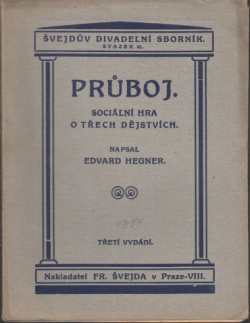 ŠVEJDŮV DIVADELNÍ SBORNÍK.
PRŮBOJ.
SOCIÁLNÍ HRA
O TŘECH DĚJSTVÍCH.
NAPSAL
EDVARD HEGNER.
TŘETÍ VYDÁNÍ.
Nakladatel FR. ŠVEJDA v Praze-VIII.